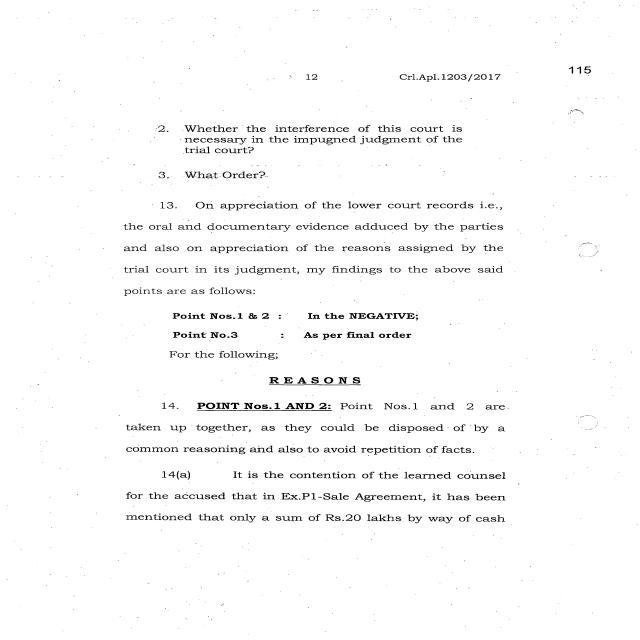 115
12 Crl.Apl.1203/2017
2. Whether the interference of this court is
necessary in the impugned judgment of the
trial court?
3. What Order?
13. On appreciation of the lower court records i.e.,
the oral and documentary evidence adduced by the parties
and also on appreciation of the reasons assigned by the
trial court in its judgment, my findings to the above said
points are as follows:
Point Nos.1 & 2 : In the NEGATIVE;
Point No.3 : As per final order
For the following;
R E A S O N S
14. POINT Nos.1 AND 2: Point Nos.1 and 2 are
taken up together, as they could be disposed of by a
common reasoning and also to avoid repetition of facts.
14(a) It is the contention of the learned counsel
for the accused that in Ex.P1-Sale Agreement, it has been
mentioned that only a sum of Rs.20 lakhs by way of cash